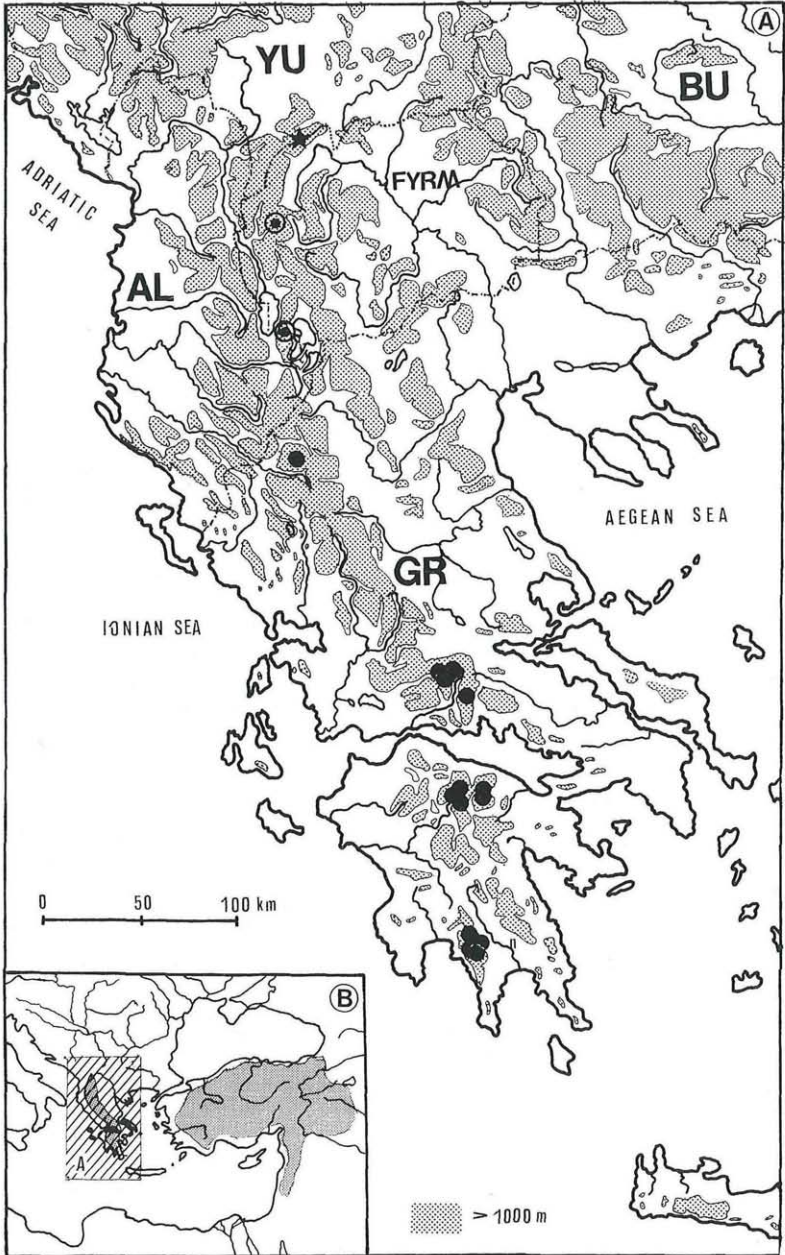 A
YU
BU
ADRIATIC
SEA
FYRM
AL
AEGEAN SEA
GR
IONIAN SEA
0 50 100 km
B
A
> 1000 m